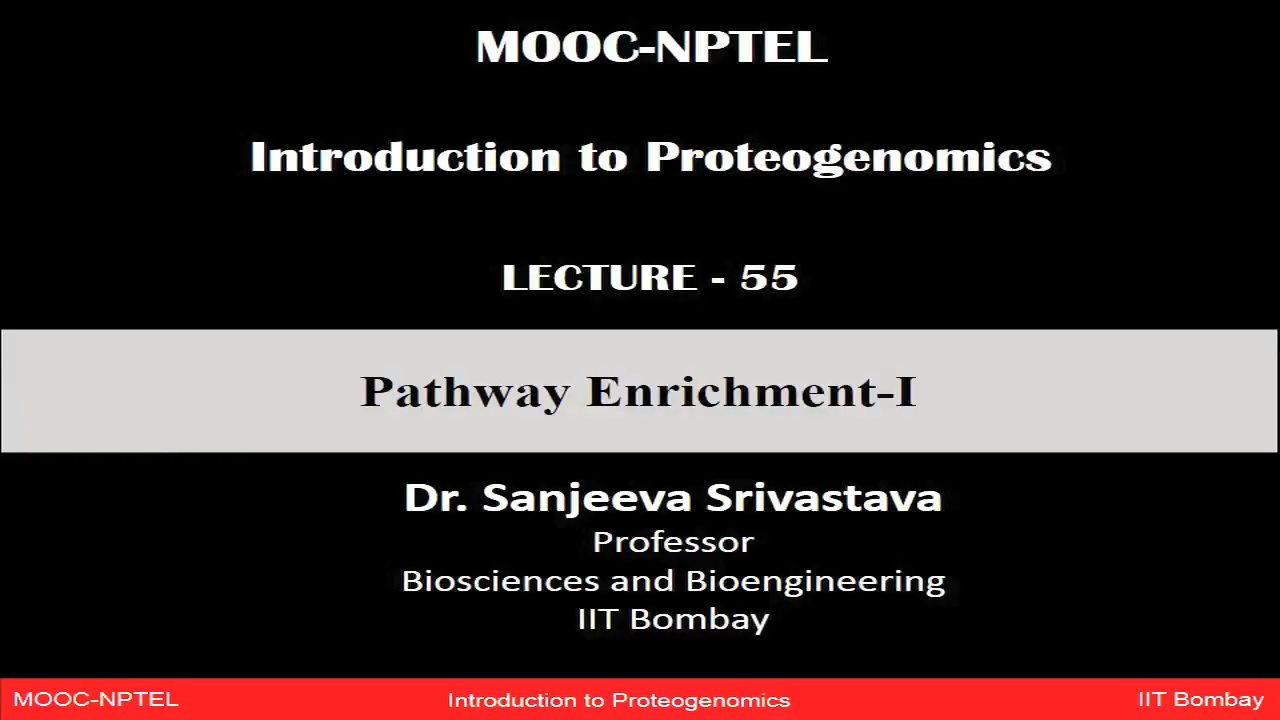 MOOC-NPTEL
Introduction to Proteogenomics
LECTURE - 55
Pathway Enrichment-I
Dr. Sanjeeva Srivastava
Professor
Biosciences and Bioengineering
IIT Bombay
MOOC-NPTEL Introduction to Proteogenomics IIT Bombay